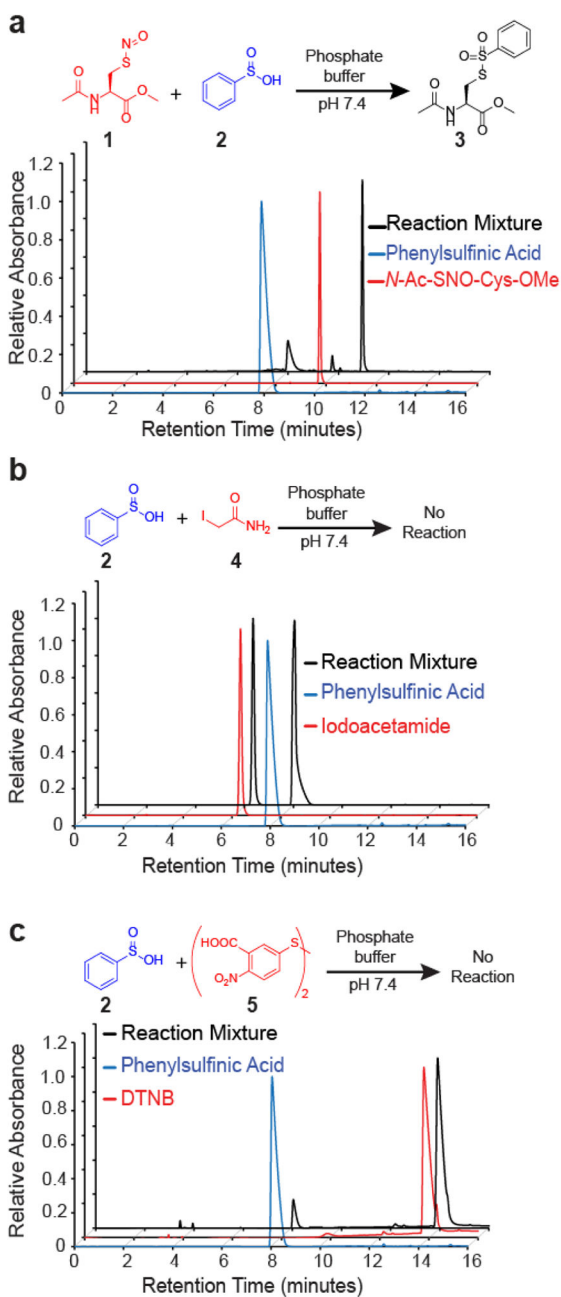 a
N
O
S
O
N
H
O
OMe
1
+
O
S
OH
2
Phosphate
buffer
pH 7.4
O
S
O
S
O
N
H
O
O
3
Relative Absorbance
1.2
1.0
0.8
0.6
0.4
0.2
0
Reaction Mixture
Phenylsulfinic Acid
N-Ac-SNO-Cys-OMe
0 2 4 6 8 10 12 14 16
Retention Time (minutes)
b
O
S
OH
2
+
I
O
NH2
4
Phosphate
buffer
pH 7.4
No
Reaction
Relative Absorbance
1.2
1.0
0.8
0.6
0.4
0.2
0
Reaction Mixture
Phenylsulfinic Acid
Iodoacetamide
0 2 4 6 8 10 12 14 16
Retention Time (minutes)
c
O
S
OH
2
+
HOOC
O2N
S
2
5
Phosphate
buffer
pH 7.4
No
Reaction
Relative Absorbance
1.2
1.0
0.8
0.6
0.4
0.2
0
Reaction Mixture
Phenylsulfinic Acid
DTNB
0 2 4 6 8 10 12 14 16
Retention Time (minutes)